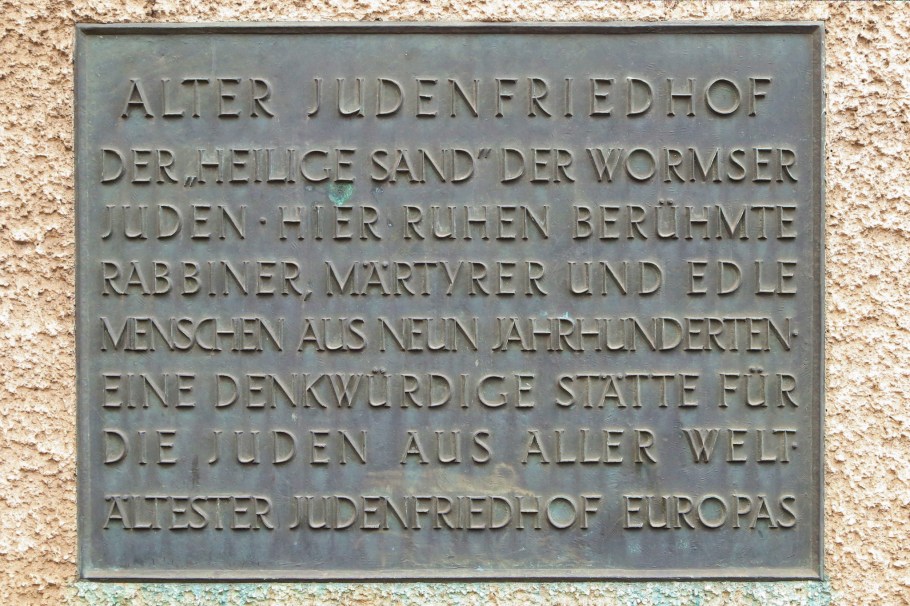 ALTER JUDENFRIEDHOF
DER „HEILIGE SAND” DER WORMSER
JUDEN · HIER RUHEN BERÜHMTE
RABBINER, MÄRTYRER UND EDLE
MENSCHEN AUS NEUN JAHRHUNDERTEN·
EINE DENKWÜRDIGE STÄTTE FÜR
DIE JUDEN AUS ALLER WELT·
ÄLTESTER JUDENFRIEDHOF EUROPAS